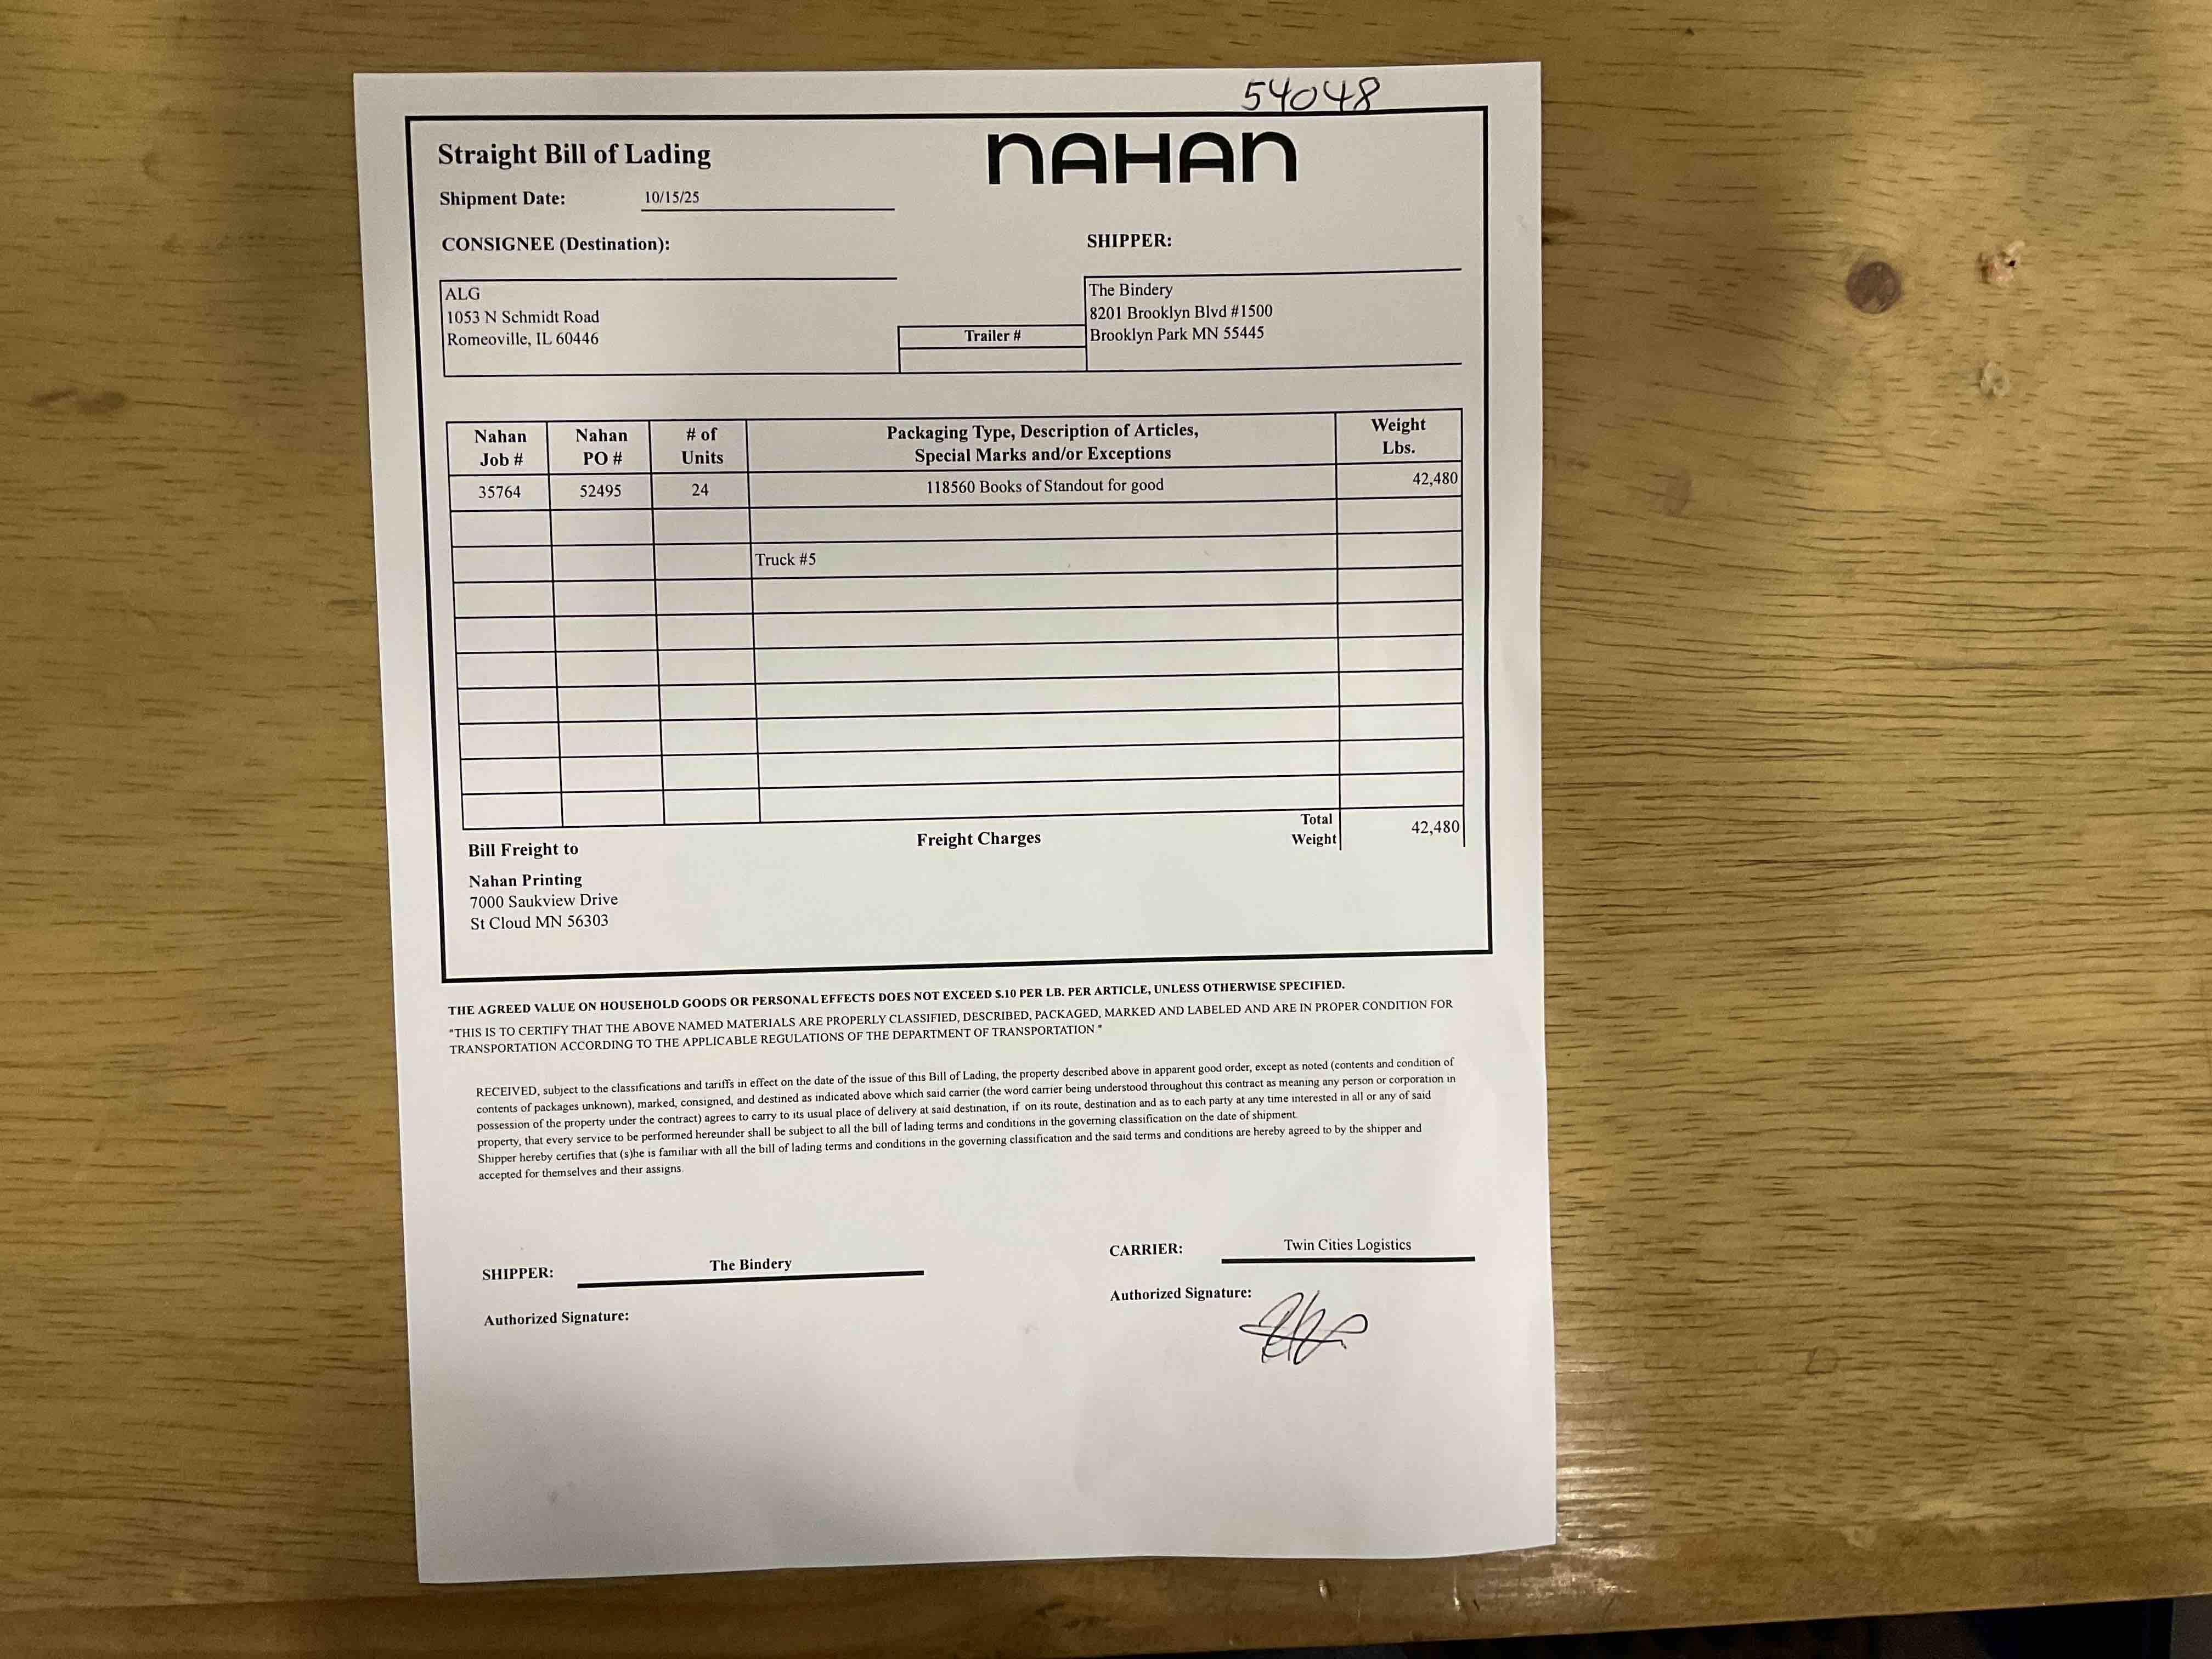 54048
Straight Bill of Lading
NAHAN
Shipment Date: 10/15/25
CONSIGNEE (Destination):
SHIPPER:
ALG
1053 N Schmidt Road
Romeoville, IL 60446
Trailer #
The Bindery
8201 Brooklyn Blvd #1500
Brooklyn Park MN 55445
Nahan Job #
Nahan PO #
# of Units
Packaging Type, Description of Articles,
Special Marks and/or Exceptions
Weight Lbs.
35764 52495 24 118560 Books of Standout for good 42,480
Truck #5
Total Weight 42,480
Freight Charges
Bill Freight to
Nahan Printing
7000 Saukview Drive
St Cloud MN 56303
THE AGREED VALUE ON HOUSEHOLD GOODS OR PERSONAL EFFECTS DOES NOT EXCEED $.10 PER LB. PER ARTICLE, UNLESS OTHERWISE SPECIFIED.
"THIS IS TO CERTIFY THAT THE ABOVE NAMED MATERIALS ARE PROPERLY CLASSIFIED, DESCRIBED, PACKAGED, MARKED AND LABELED AND ARE IN PROPER CONDITION FOR
TRANSPORTATION ACCORDING TO THE APPLICABLE REGULATIONS OF THE DEPARTMENT OF TRANSPORTATION "
RECEIVED, subject to the classifications and tariffs in effect on the date of the issue of this Bill of Lading, the property described above in apparent good order, except as noted (contents and condition of
contents of packages unknown), marked, consigned, and destined as indicated above which said carrier (the word carrier being understood throughout this contract as meaning any person or corporation in
possession of the property under the contract) agrees to carry to its usual place of delivery at said destination, if on its route, destination and as to each party at any time interested in all or any of said
property, that every service to be performed hereunder shall be subject to all the bill of lading terms and conditions in the governing classification on the date of shipment.
Shipper hereby certifies that (s)he is familiar with all the bill of lading terms and conditions in the governing classification and the said terms and conditions are hereby agreed to by the shipper and
accepted for themselves and their assigns.
SHIPPER: The Bindery
CARRIER: Twin Cities Logistics
Authorized Signature:
Authorized Signature: